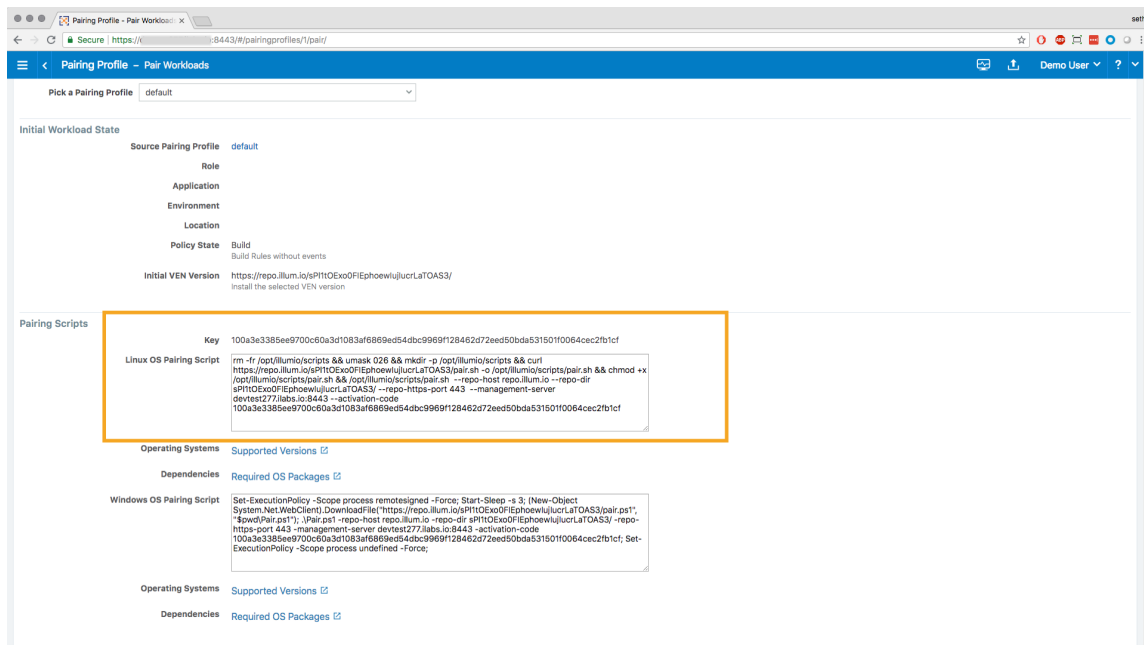 Pairing Profile - Pair Workloads ×
seth
Secure | https://
:8443/#/pairingprofiles/1/pair/
Pairing Profile – Pair Workloads
Demo User
?
Pick a Pairing Profile default
Initial Workload State
Source Pairing Profile default
Role
Application
Environment
Location
Policy State Build
Build Rules without events
Initial VEN Version https://repo.illum.io/sPI1tOExo0FlEphoewIujIucrLaTOAS3/
Install the selected VEN version
Pairing Scripts
Key 100a3e3385ee9700c60a3d1083af6869ed54dbc9969f128462d72eed50bda531501f0064cec2fb1cf
Linux OS Pairing Script rm -fr /opt/illumio/scripts && umask 026 && mkdir -p /opt/illumio/scripts && curl
https://repo.illum.io/sPI1tOExo0FlEphoewIujIucrLaTOAS3/pair.sh -o /opt/illumio/scripts/pair.sh && chmod +x
/opt/illumio/scripts/pair.sh && /opt/illumio/scripts/pair.sh --repo-host repo.illum.io --repo-dir
sPI1tOExo0FlEphoewIujIucrLaTOAS3/ --repo-https-port 443 --management-server
devtest277.ilabs.io:8443 --activation-code
100a3e3385ee9700c60a3d1083af6869ed54dbc9969f128462d72eed50bda531501f0064cec2fb1cf
Operating Systems Supported Versions
Dependencies Required OS Packages
Windows OS Pairing Script Set-ExecutionPolicy -Scope process remotesigned -Force; Start-Sleep -s 3; (New-Object
System.Net.WebClient).DownloadFile("https://repo.illum.io/sPI1tOExo0FlEphoewIujIucrLaTOAS3/pair.ps1",
"$pwd\Pair.ps1"); .\Pair.ps1 -repo-host repo.illum.io -repo-dir sPI1tOExo0FlEphoewIujIucrLaTOAS3/ -repo-
https-port 443 -management-server devtest277.ilabs.io:8443 -activation-code
100a3e3385ee9700c60a3d1083af6869ed54dbc9969f128462d72eed50bda531501f0064cec2fb1cf; Set-
ExecutionPolicy -Scope process undefined -Force;
Operating Systems Supported Versions
Dependencies Required OS Packages